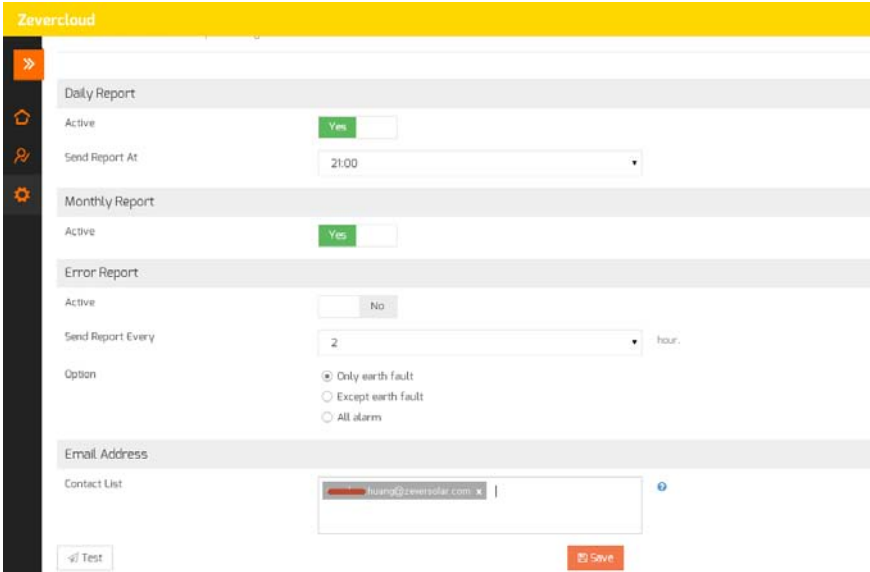 Zevercloud
Daily Report
Active
Yes
Send Report At
21:00
Monthly Report
Active
Yes
Error Report
Active
No
Send Report Every
2
hour.
Option
Only earth fault
Except earth fault
All alarm
Email Address
Contact List
huang@zeversolar.com x
Test
Save